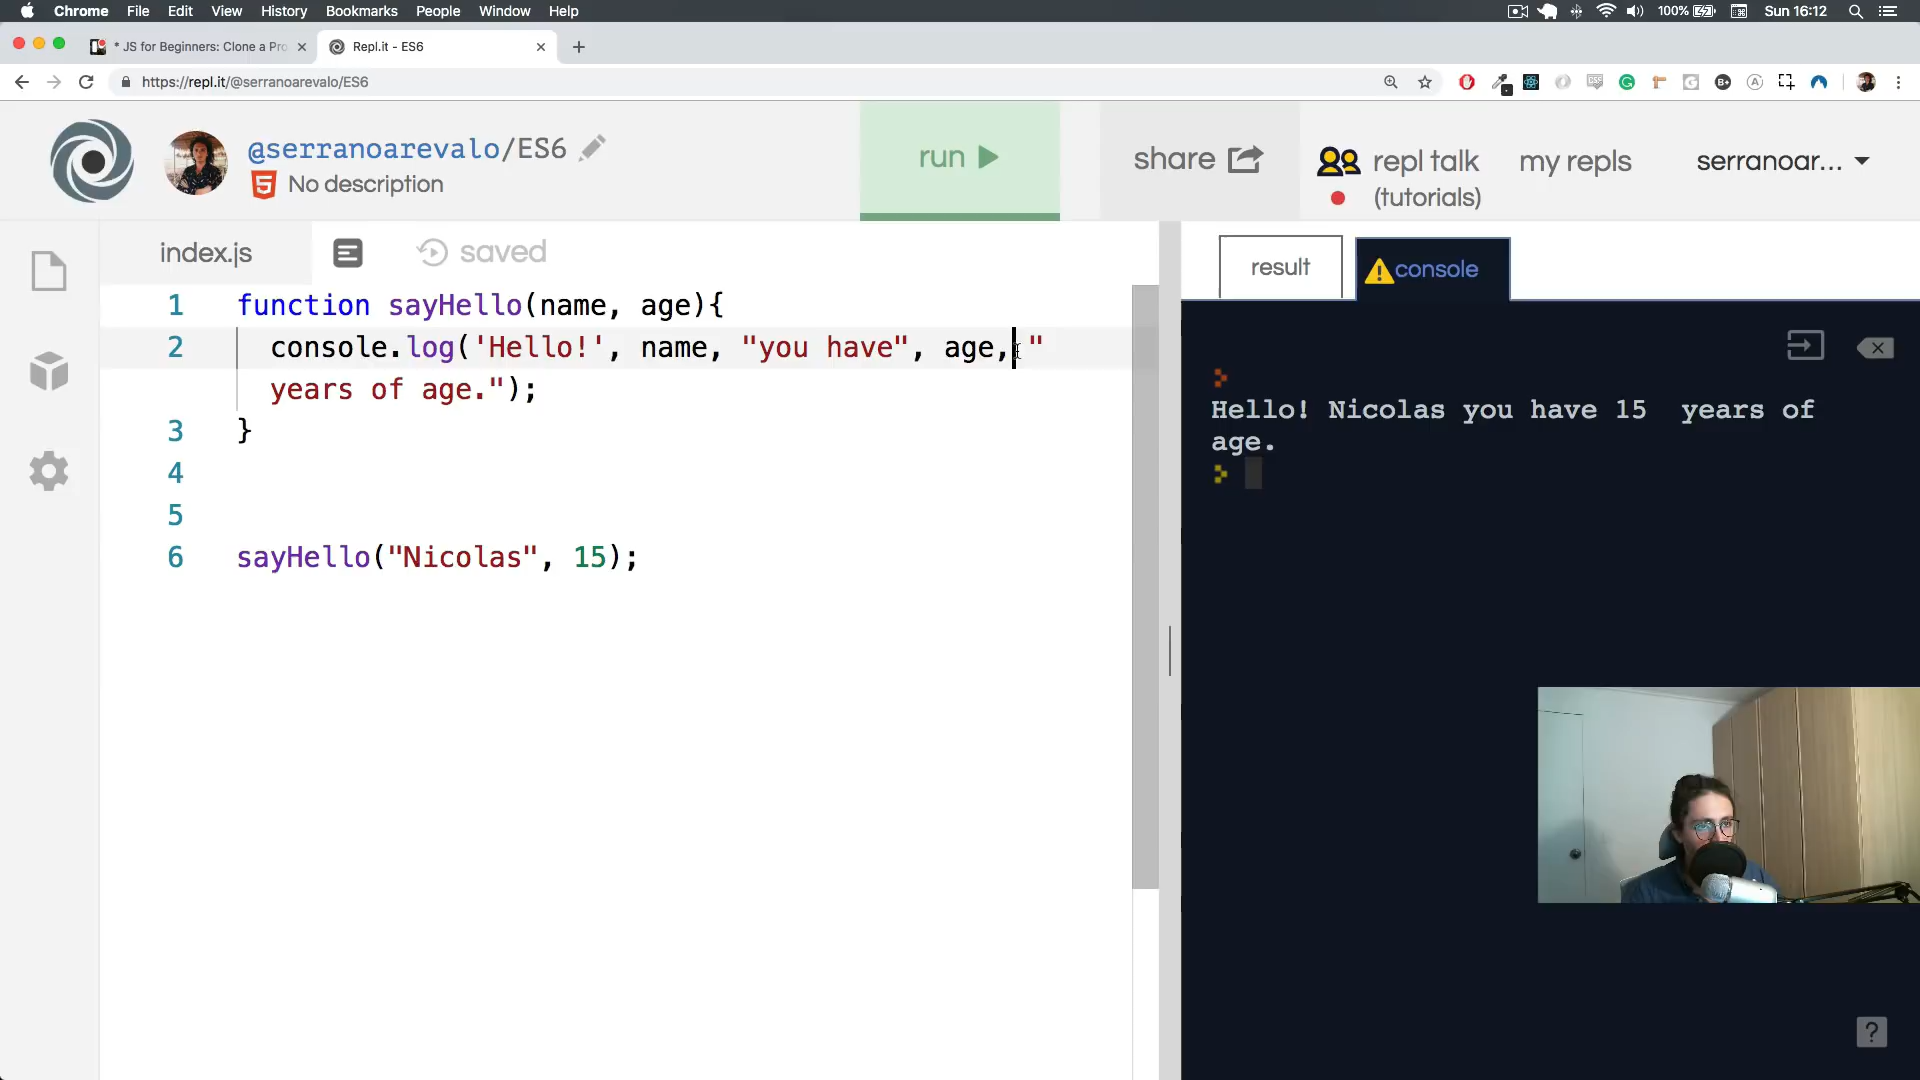 Chrome File Edit View History Bookmarks People Window Help 100% Sun 16:12
* JS for Beginners: Clone a Pro
Repl.it - ES6
https://repl.it/@serranoarevalo/ES6
@serranoarevalo/ES6
No description
run
share
repl talk
(tutorials)
my repls
serranoar...
index.js
saved
result
console
1 function sayHello(name, age){
2 console.log('Hello!', name, "you have", age, "
years of age.");
3 }
4
5
6 sayHello("Nicolas", 15);
Hello! Nicolas you have 15  years of
age.
?